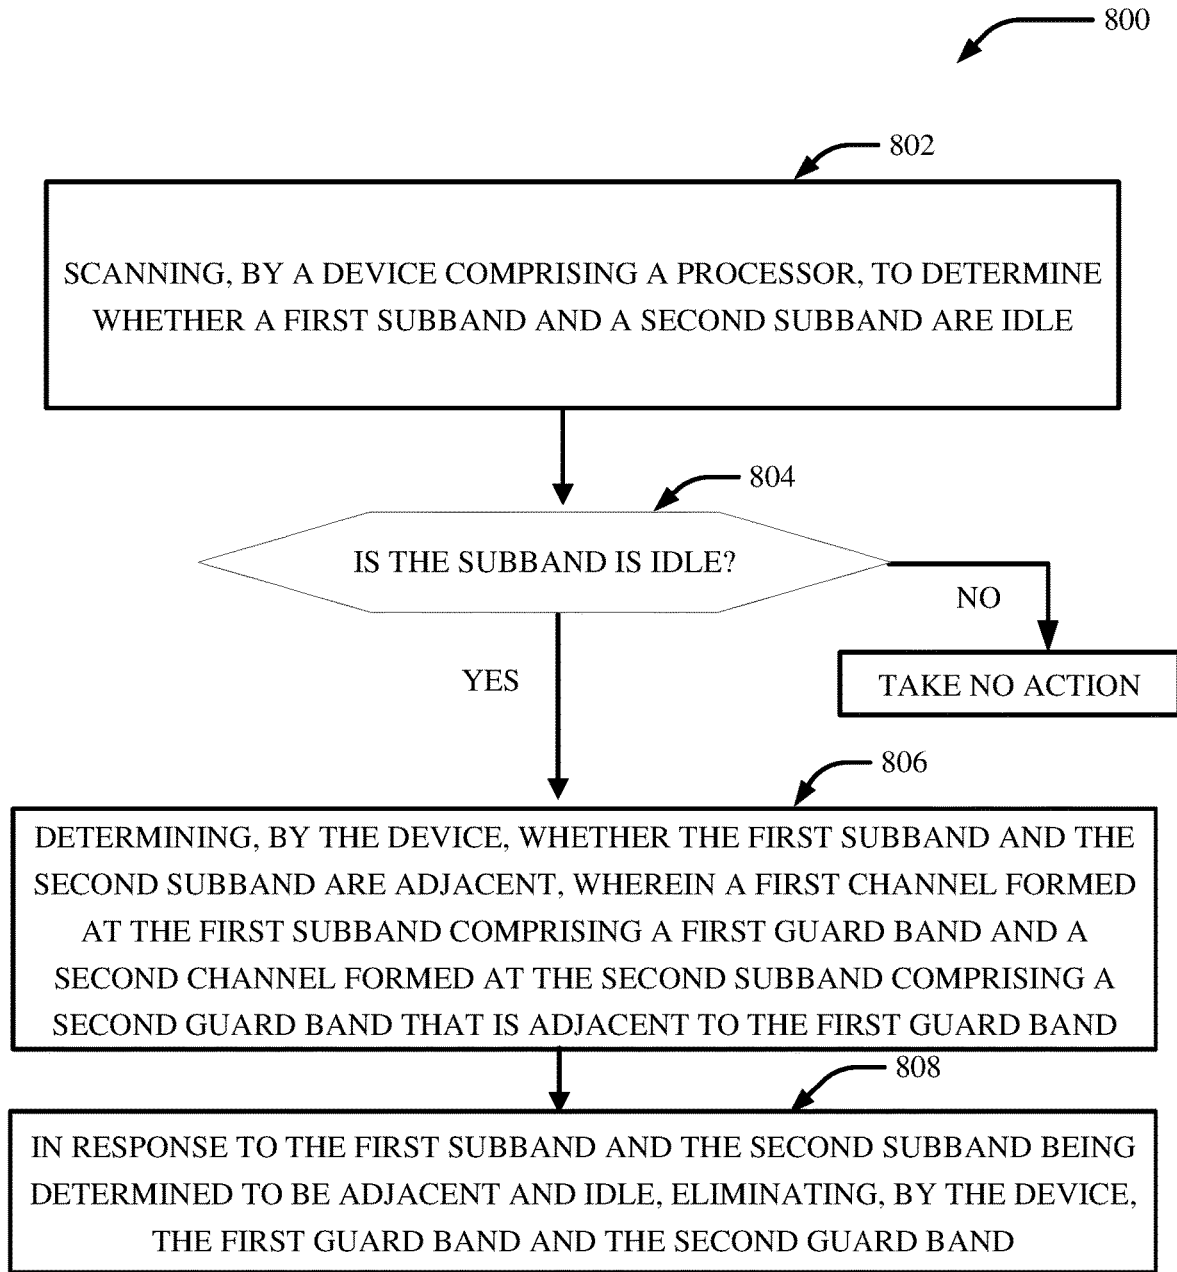 800
802
SCANNING, BY A DEVICE COMPRISING A PROCESSOR, TO DETERMINE
WHETHER A FIRST SUBBAND AND A SECOND SUBBAND ARE IDLE
804
IS THE SUBBAND IS IDLE?
NO
YES
TAKE NO ACTION
806
DETERMINING, BY THE DEVICE, WHETHER THE FIRST SUBBAND AND THE
SECOND SUBBAND ARE ADJACENT, WHEREIN A FIRST CHANNEL FORMED
AT THE FIRST SUBBAND COMPRISING A FIRST GUARD BAND AND A
SECOND CHANNEL FORMED AT THE SECOND SUBBAND COMPRISING A
SECOND GUARD BAND THAT IS ADJACENT TO THE FIRST GUARD BAND
808
IN RESPONSE TO THE FIRST SUBBAND AND THE SECOND SUBBAND BEING
DETERMINED TO BE ADJACENT AND IDLE, ELIMINATING, BY THE DEVICE,
THE FIRST GUARD BAND AND THE SECOND GUARD BAND